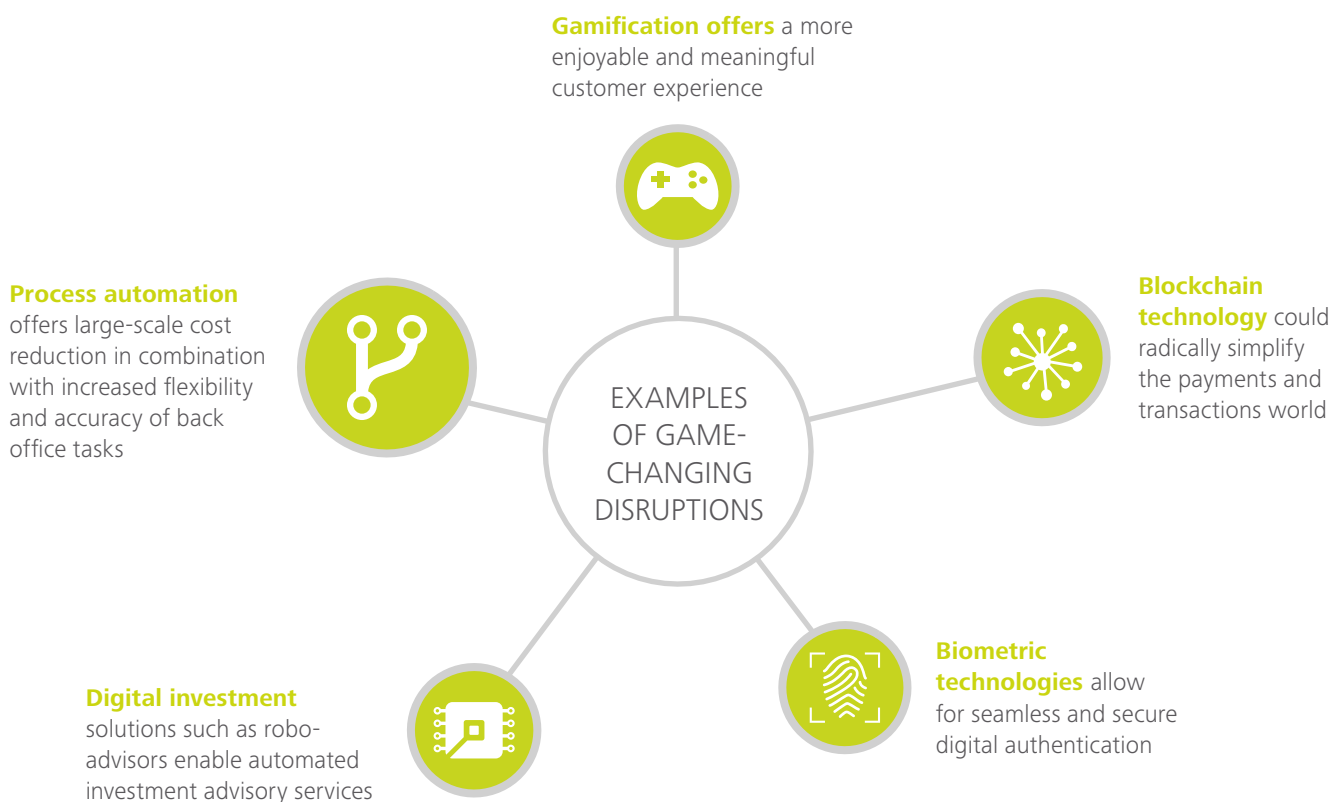 Gamification offers a more
enjoyable and meaningful
customer experience
Process automation
offers large-scale cost
reduction in combination
with increased flexibility
and accuracy of back
office tasks
Blockchain
technology could
radically simplify
the payments and
transactions world
EXAMPLES
OF GAME-
CHANGING
DISRUPTIONS
Digital investment
solutions such as robo-
advisors enable automated
investment advisory services
Biometric
technologies allow
for seamless and secure
digital authentication